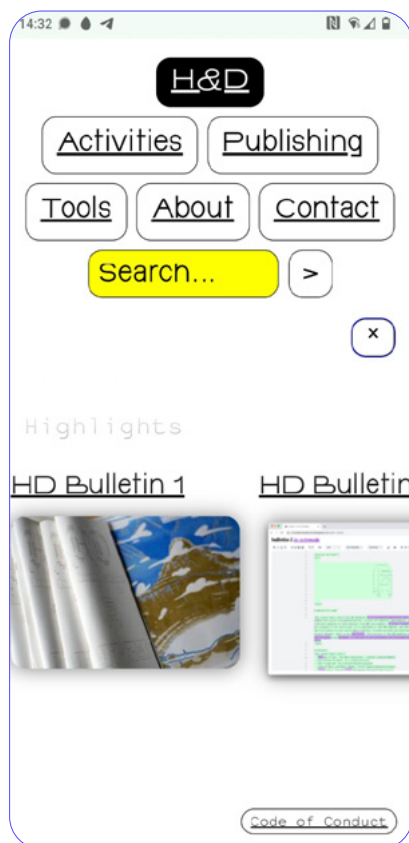 14:32
H&D
Activities Publishing
Tools About Contact
Search... >
x
Highlights
HD Bulletin 1 HD Bulletin
Code of Conduct